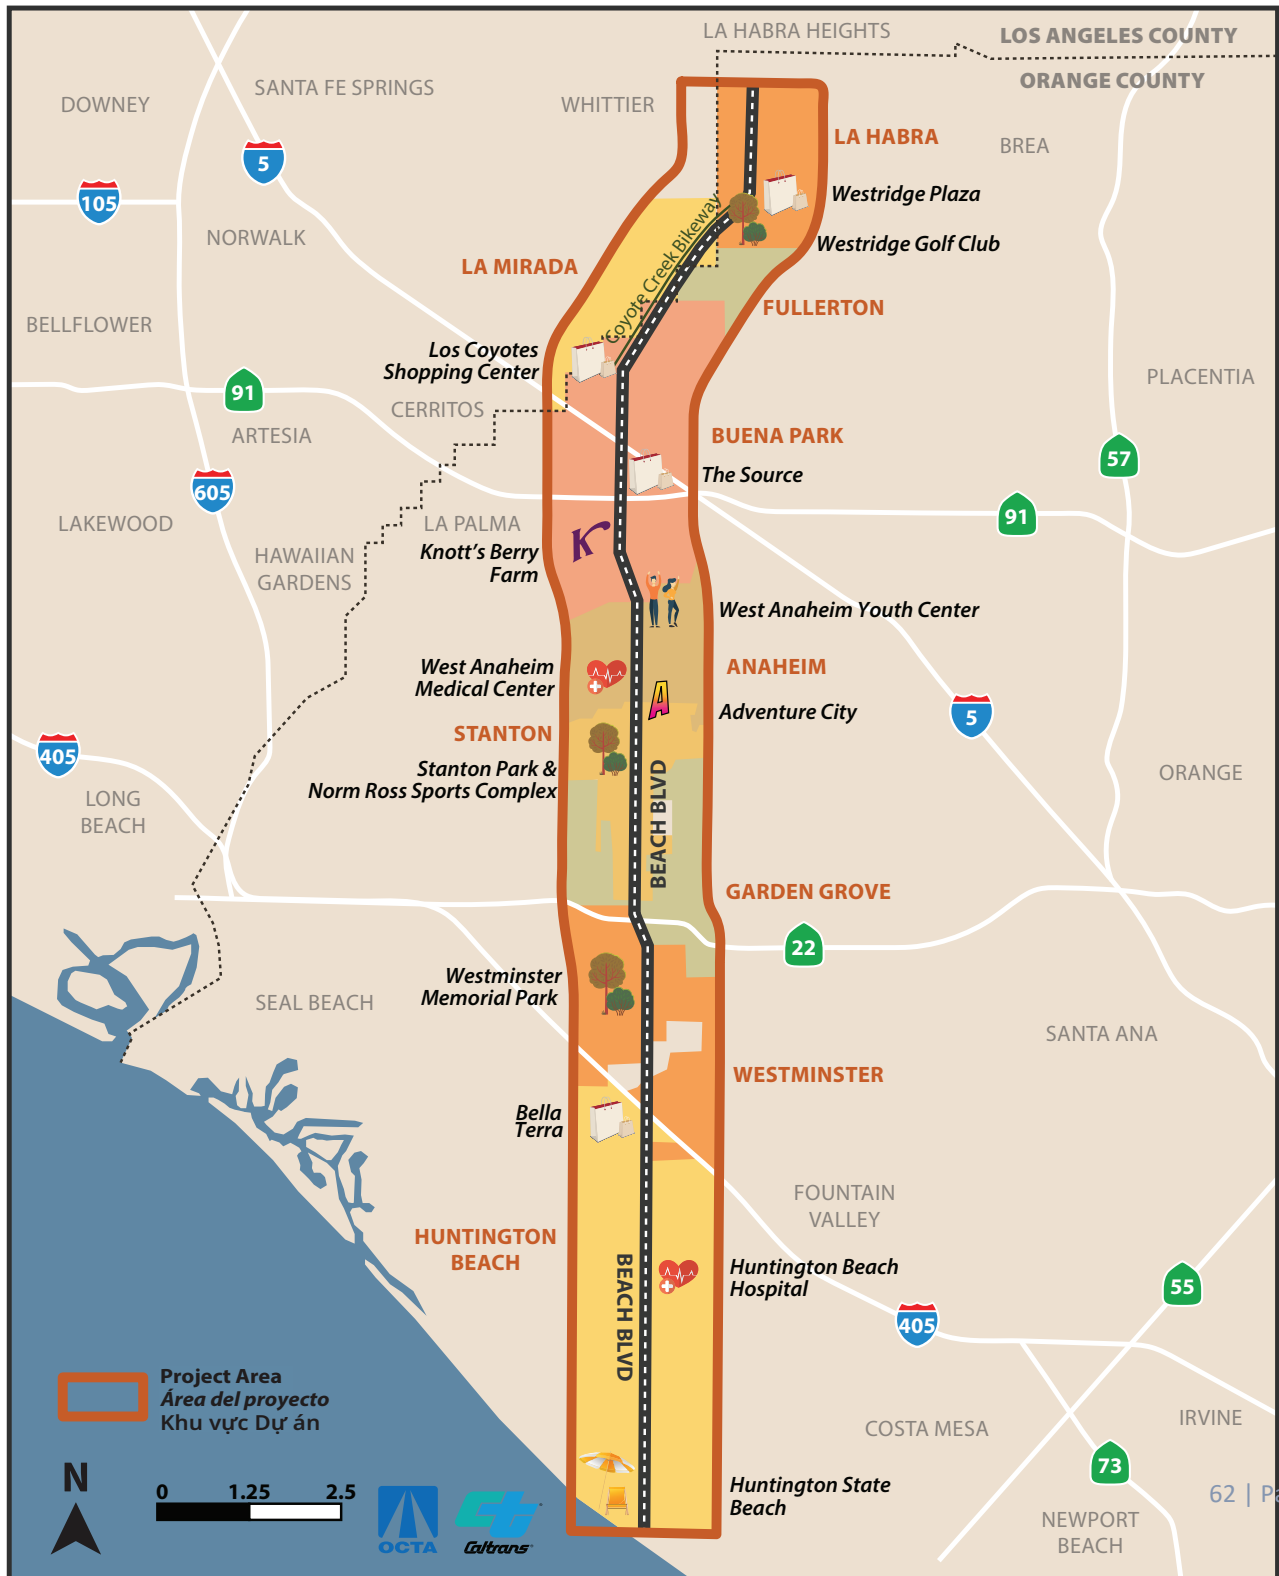 LA HABRA HEIGHTS
LOS ANGELES COUNTY
ORANGE COUNTY
SANTA FE SPRINGS
DOWNEY
WHITTIER
LA HABRA
BREA
5
105
Westridge Plaza
NORWALK
Westridge Golf Club
Coyote Creek Bikeway
LA MIRADA
FULLERTON
BELLFLOWER
Los Coyotes
Shopping Center
PLACENTIA
91
CERRITOS
ARTESIA
BUENA PARK
57
The Source
605
91
LAKEWOOD
LA PALMA
HAWAIIAN
GARDENS
K
Knott's Berry
Farm
West Anaheim Youth Center
West Anaheim
Medical Center
ANAHEIM
A
Adventure City
5
STANTON
405
Stanton Park &
Norm Ross Sports Complex
ORANGE
LONG
BEACH
BEACH BLVD
GARDEN GROVE
22
Westminster
Memorial Park
SEAL BEACH
SANTA ANA
WESTMINSTER
Bella
Terra
FOUNTAIN
VALLEY
HUNTINGTON
BEACH
BEACH BLVD
Huntington Beach
Hospital
55
405
Project Area
Área del proyecto
Khu vực Dự án
COSTA MESA
IRVINE
73
N
0 1.25 2.5
Huntington State
Beach
62 | Pa
OCTA
Caltrans
NEWPORT
BEACH